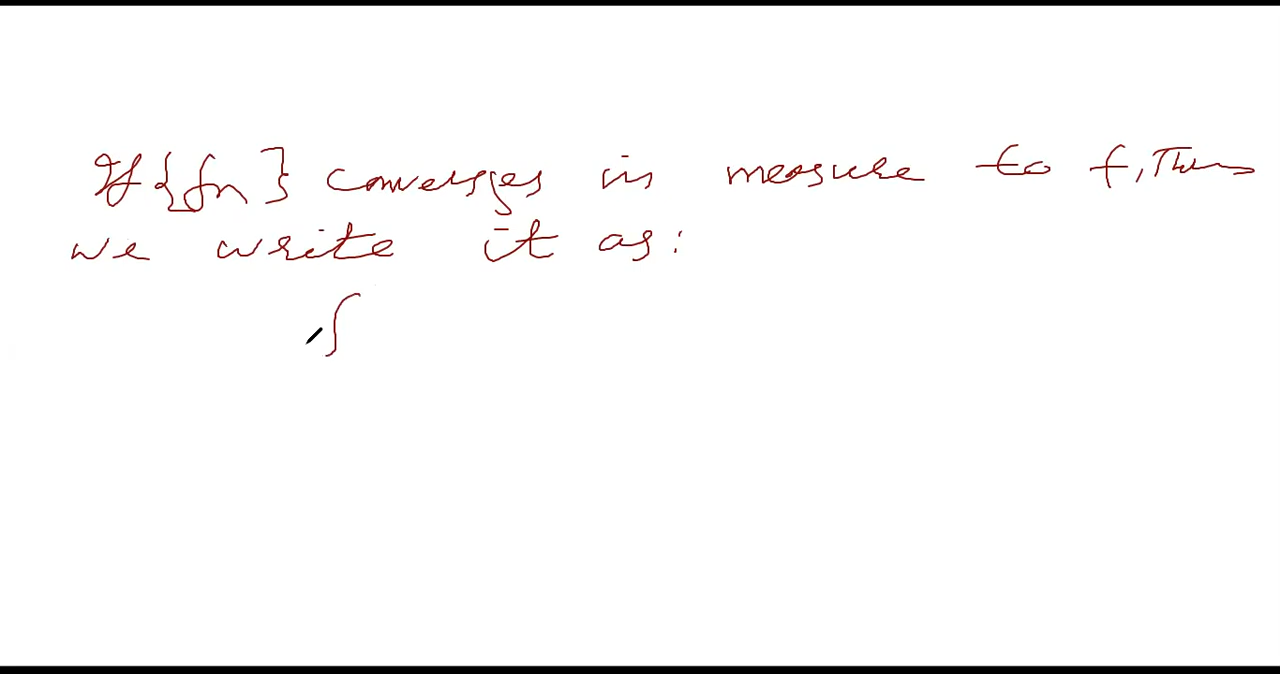 If {fn} converges in measure to f, Then
we write it as:
f